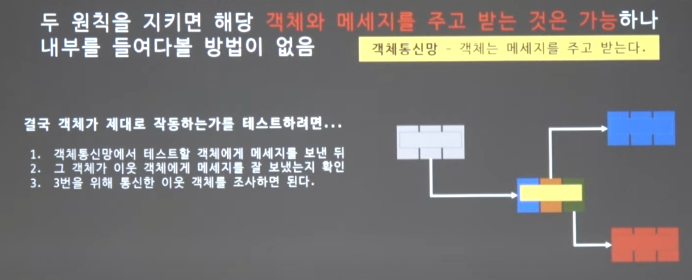 두 원칙을 지키면 해당 객체와 메세지를 주고 받는 것은 가능하나
내부를 들여다볼 방법이 없음
객체통신망 - 객체는 메세지를 주고 받는다.
결국 객체가 제대로 작동하는가를 테스트하려면...
1. 객체통신망에서 테스트할 객체에게 메세지를 보낸 뒤
2. 그 객체가 이웃 객체에게 메세지를 잘 보냈는지 확인
3. 3번을 위해 통신한 이웃 객체를 조사하면 된다.